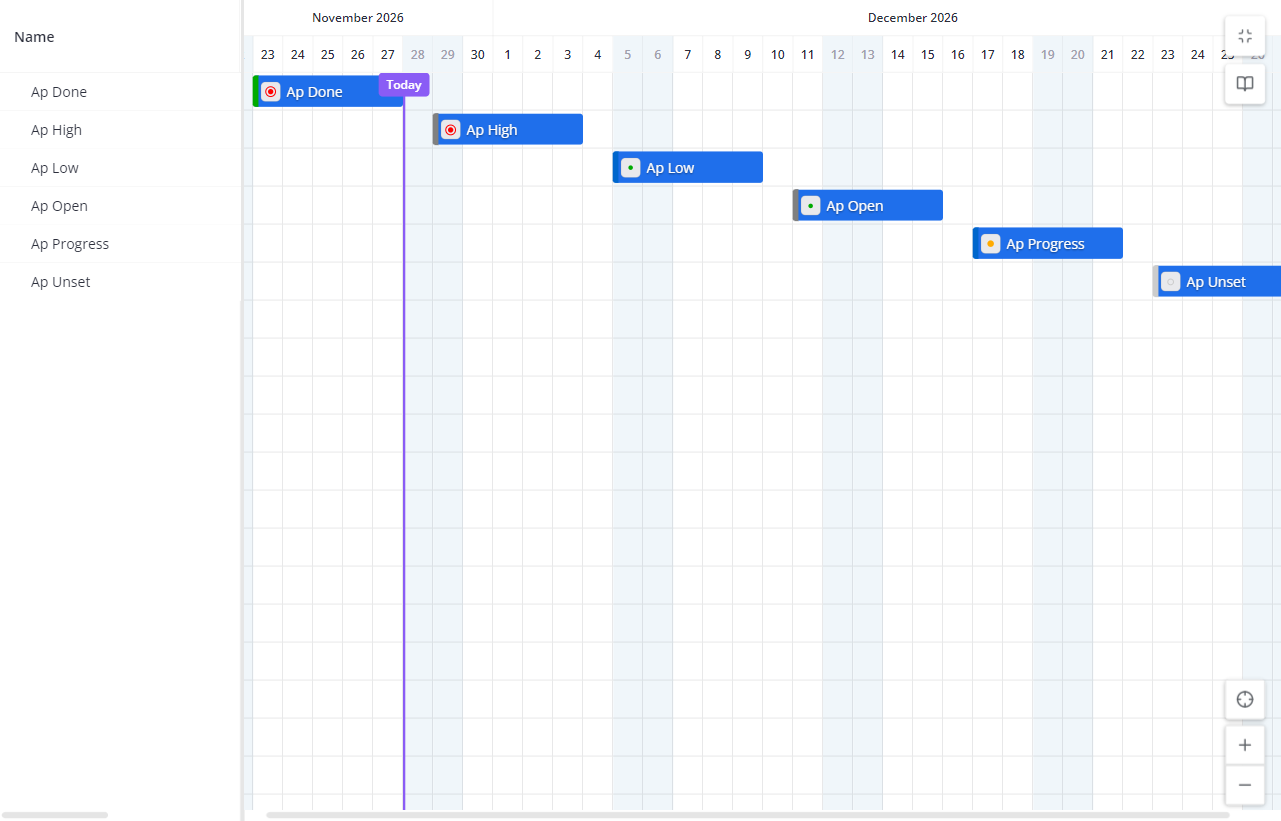 Name
November 2026
December 2026
23 24 25 26 27 28 29 30 1 2 3 4 5 6 7 8 9 10 11 12 13 14 15 16 17 18 19 20 21 22 23 24
Today
Ap Done
Ap High
Ap Low
Ap Open
Ap Progress
Ap Unset
Ap Done
Ap High
Ap Low
Ap Open
Ap Progress
Ap Unset